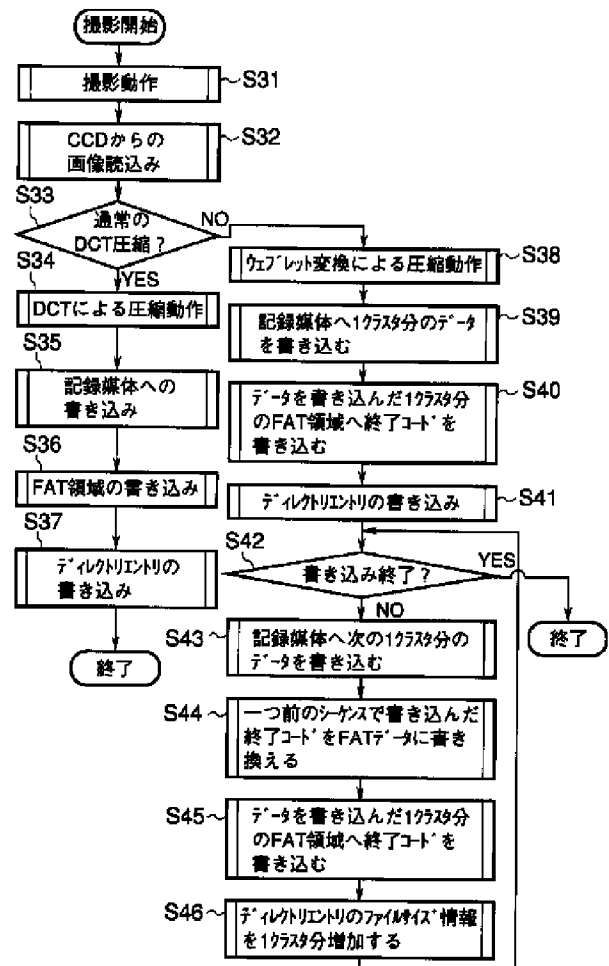 撮影開始
撮影動作
S31
CCDからの
画像読込み
S32
S33
通常の
DCT圧縮?
NO
YES
S34
DCTによる圧縮動作
S35
記録媒体への
書き込み
S36
FAT領域の書き込み
S37
ディレクトリエントリの
書き込み
終了
ウェブレット変換による圧縮動作
S38
記録媒体へ1クラスタ分のデータ
を書き込む
S39
データを書き込んだ1クラスタ分
のFAT領域へ終了コードを
書き込む
S40
ディレクトリエントリの書き込み
S41
S42
書き込み終了?
YES
NO
終了
S43
記録媒体へ次の1クラスタ分の
データを書き込む
S44
一つ前のシーケンスで書き込んだ
終了コードをFATデータに書き
換える
S45
データを書き込んだ1クラスタ分
のFAT領域へ終了コードを
書き込む
S46
ディレクトリエントリのファイルサイズ情報
を1クラスタ分増加する